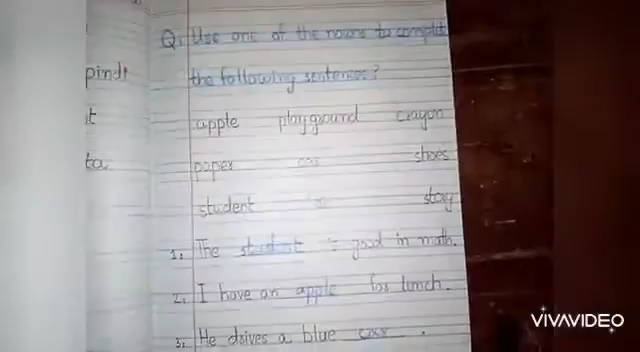 Q. Use one of the nouns to complete
the following sentences?
apple playground crayon
paper car shoes
student story
1. The student is good in math.
2. I have an apple for lunch.
3. He drives a blue car.
pindi
it
ta
VIVAVIDEO